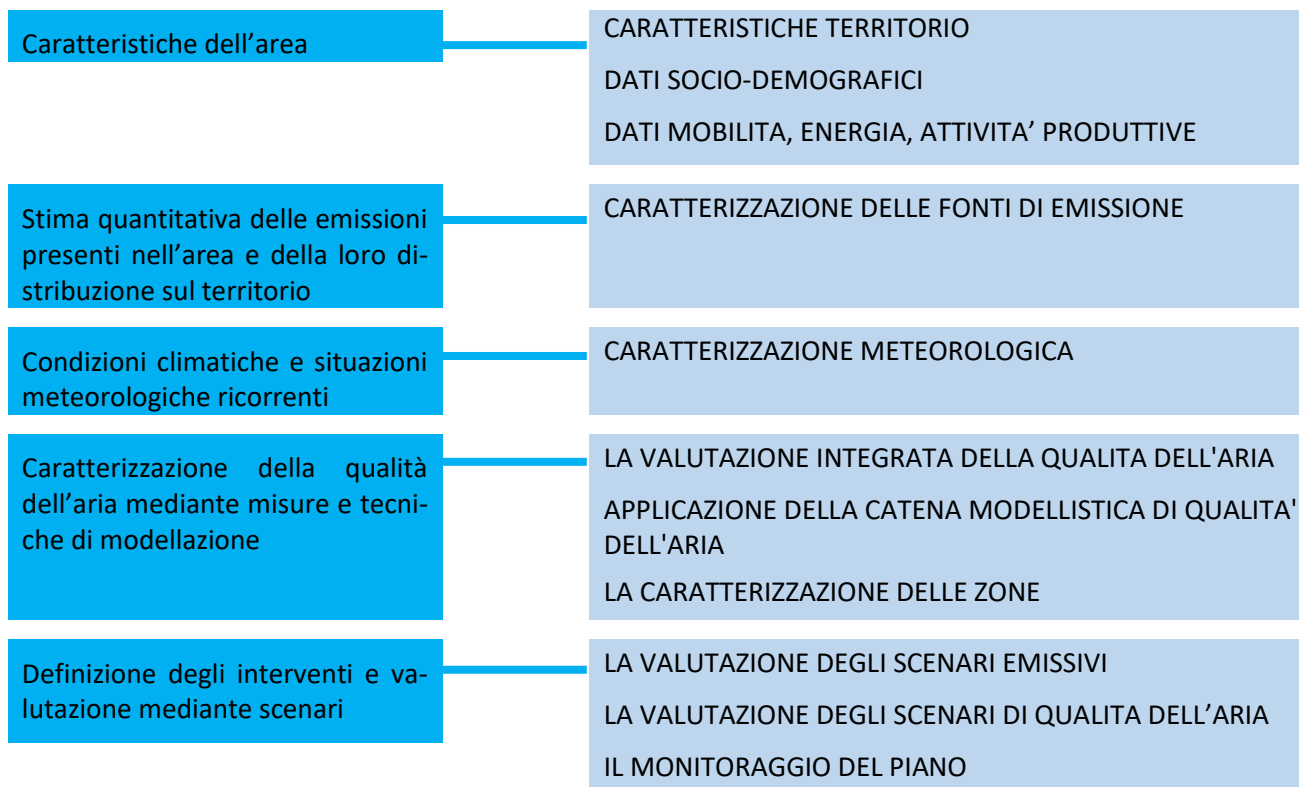 Caratteristiche dell’area
CARATTERISTICHE TERRITORIO
DATI SOCIO-DEMOGRAFICI
DATI MOBILITA, ENERGIA, ATTIVITA’ PRODUTTIVE
Stima quantitativa delle emissioni
presenti nell’area e della loro di-
stribuzione sul territorio
CARATTERIZZAZIONE DELLE FONTI DI EMISSIONE
Condizioni climatiche e situazioni
meteorologiche ricorrenti
CARATTERIZZAZIONE METEOROLOGICA
Caratterizzazione della qualità
dell’aria mediante misure e tecni-
che di modellazione
LA VALUTAZIONE INTEGRATA DELLA QUALITA DELL'ARIA
APPLICAZIONE DELLA CATENA MODELLISTICA DI QUALITA'
DELL'ARIA
LA CARATTERIZZAZIONE DELLE ZONE
Definizione degli interventi e va-
lutazione mediante scenari
LA VALUTAZIONE DEGLI SCENARI EMISSIVI
LA VALUTAZIONE DEGLI SCENARI DI QUALITA DELL’ARIA
IL MONITORAGGIO DEL PIANO